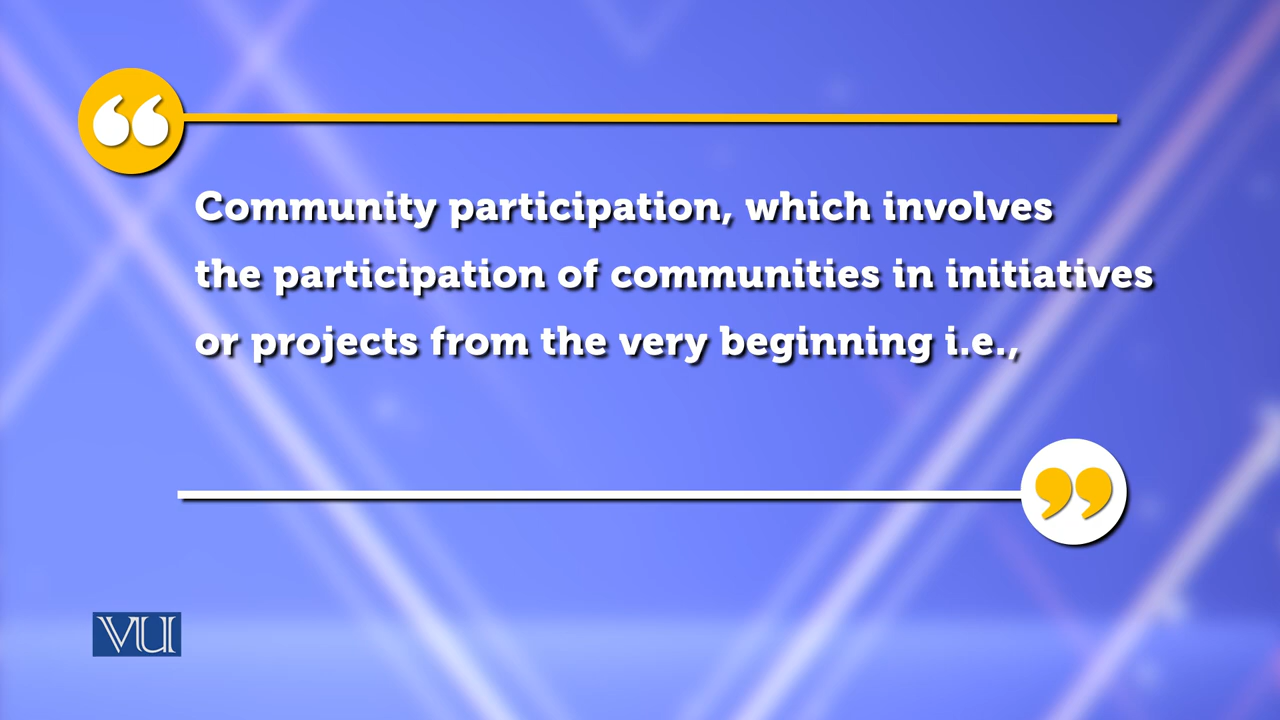 “
Community participation, which involves
the participation of communities in initiatives
or projects from the very beginning i.e.,
”
VU